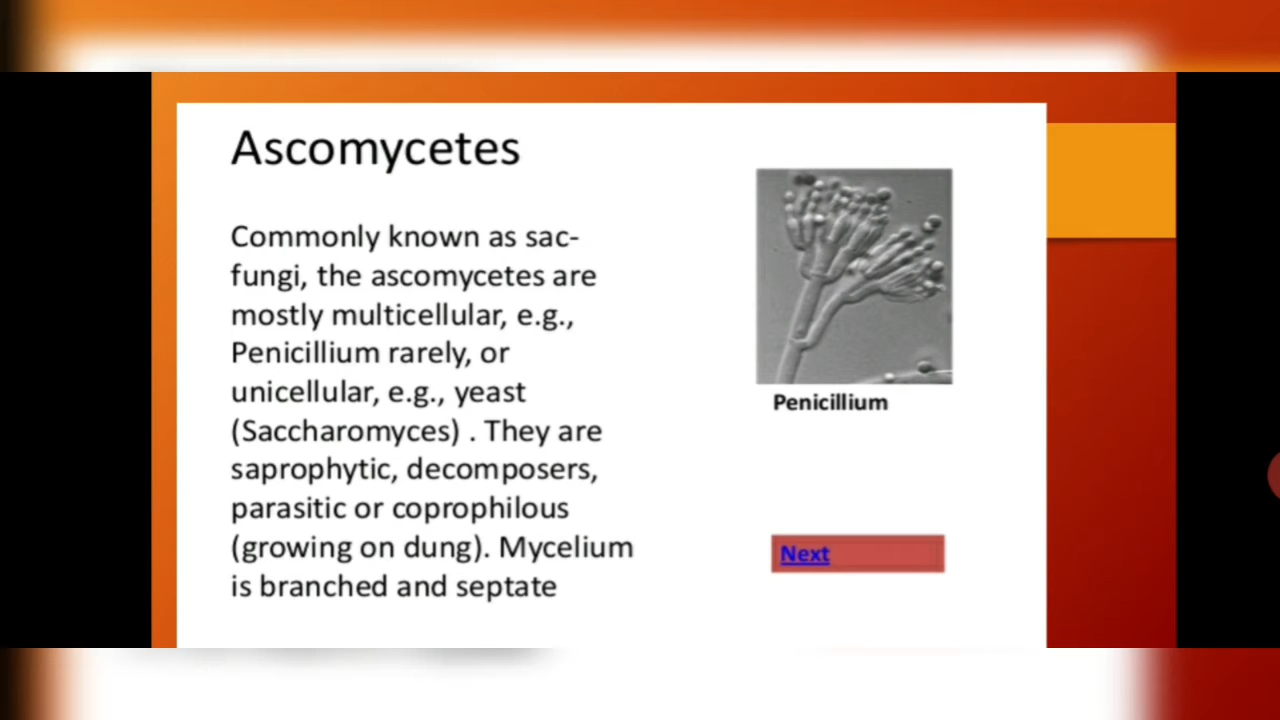 Ascomycetes
Commonly known as sac-
fungi, the ascomycetes are
mostly multicellular, e.g.,
Penicillium rarely, or
unicellular, e.g., yeast
(Saccharomyces) . They are
saprophytic, decomposers,
parasitic or coprophilous
(growing on dung). Mycelium
is branched and septate
Penicillium
Next